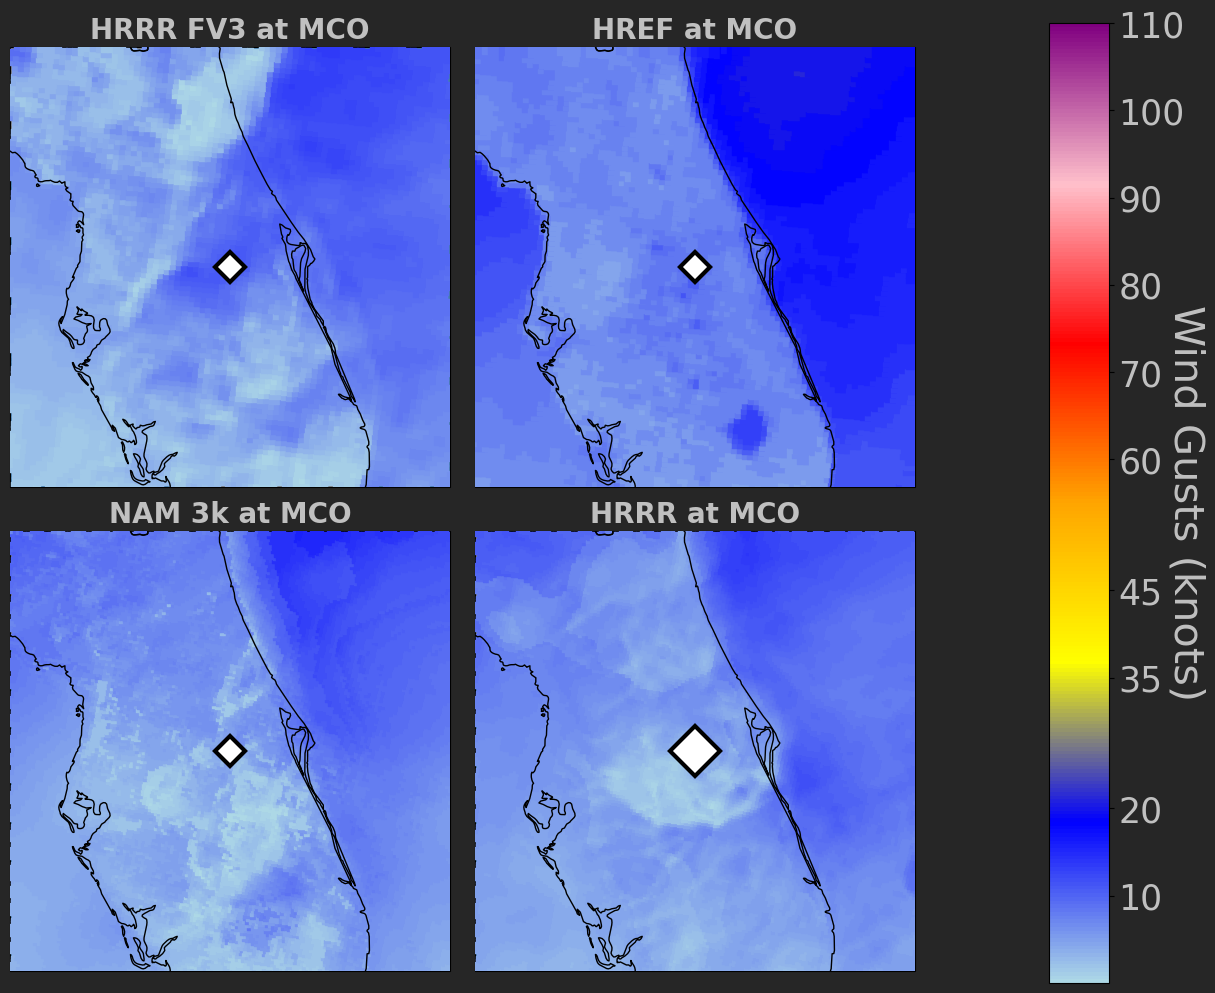 HRRR FV3 at MCO
HREF at MCO
NAM 3k at MCO
HRRR at MCO
110
100
90
80
70
60
45
35
20
10
Wind Gusts (knots)